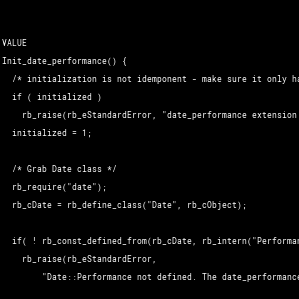 VALUE
Init_date_performance() {
/* initialization is not idemponent - make sure it only ha
if ( initialized )
rb_raise(rb_eStandardError, "date_performance extension
initialized = 1;
/* Grab Date class */
rb_require("date");
rb_cDate = rb_define_class("Date", rb_cObject);
if( ! rb_const_defined_from(rb_cDate, rb_intern("Performan
rb_raise(rb_eStandardError,
"Date::Performance not defined. The date_performance